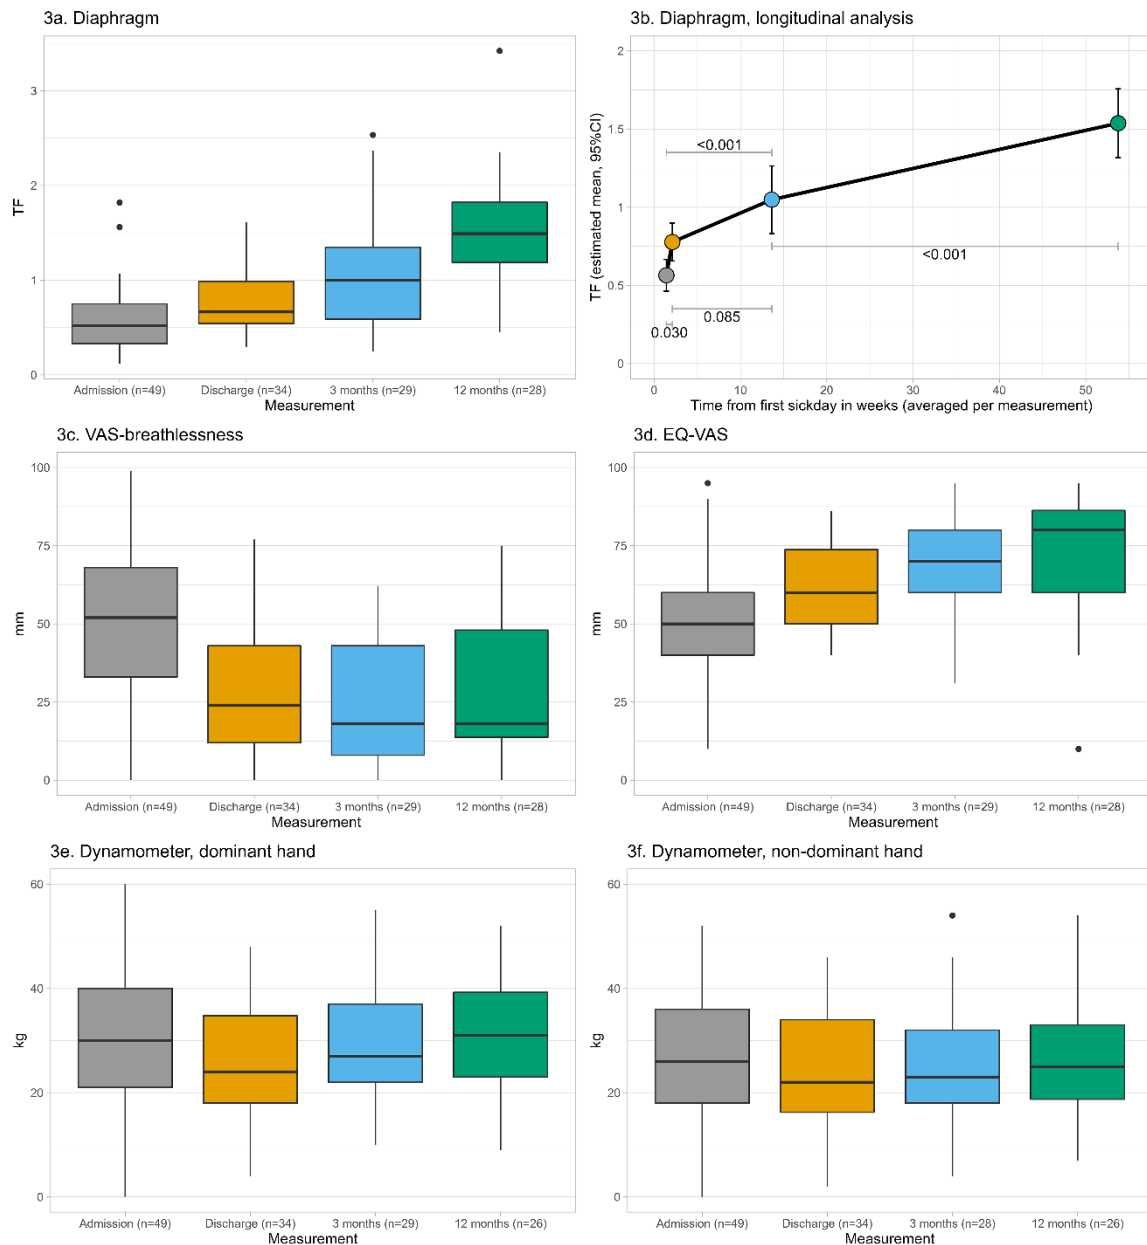 3a. Diaphragm
TF
3
2
1
0
Admission (n=49) Discharge (n=34) 3 months (n=29) 12 months (n=28)
Measurement
3b. Diaphragm, longitudinal analysis
TF (estimated mean, 95%CI)
2
1.5
1
0.5
0
<0.001
<0.001
0.085
0.030
0 10 20 30 40 50
Time from first sickday in weeks (averaged per measurement)
3c. VAS-breathlessness
mm
100
75
50
25
0
Admission (n=49) Discharge (n=34) 3 months (n=29) 12 months (n=28)
Measurement
3d. EQ-VAS
mm
100
75
50
25
0
Admission (n=49) Discharge (n=34) 3 months (n=29) 12 months (n=28)
Measurement
3e. Dynamometer, dominant hand
kg
60
40
20
0
Admission (n=49) Discharge (n=34) 3 months (n=29) 12 months (n=26)
Measurement
3f. Dynamometer, non-dominant hand
kg
60
40
20
0
Admission (n=49) Discharge (n=34) 3 months (n=28) 12 months (n=26)
Measurement